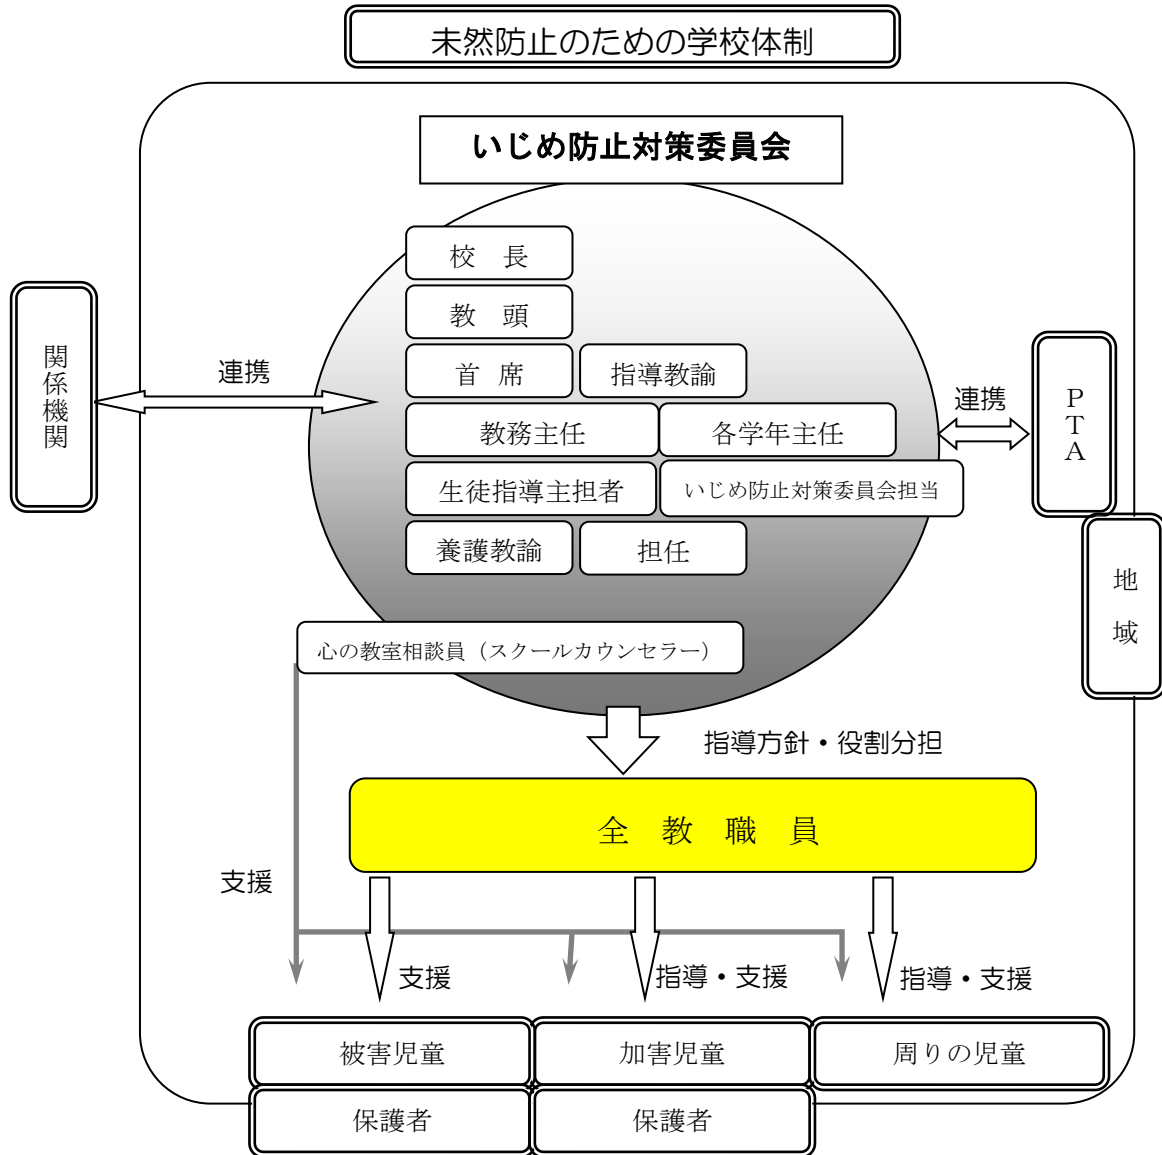 未然防止のための学校体制
いじめ防止対策委員会
校　長
教　頭
首 席
指導教諭
教務主任
各学年主任
生徒指導主担者
いじめ防止対策委員会担当
養護教諭
担任
心の教室相談員（スクールカウンセラー）
関係機関
連携
連携
PTA
地域
指導方針・役割分担
全　教　職　員
支援
支援
指導・支援
指導・支援
被害児童
加害児童
周りの児童
保護者
保護者